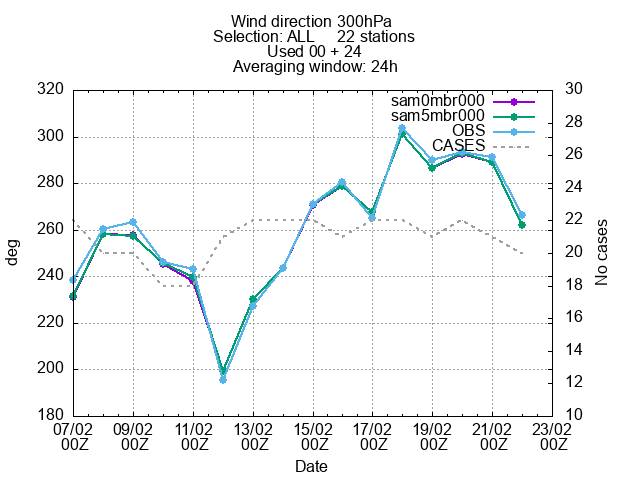 Wind direction 300hPa
Selection: ALL     22 stations
Used 00 + 24
Averaging window: 24h
320 30
sam0mbr000
sam5mbr000
300 28
OBS
CASES
26
280 24
260 22
deg
No cases
20
240 18
220 16
14
200 12
180 10
07/02 09/02 11/02 13/02 15/02 17/02 19/02 21/02 23/02
00Z 00Z 00Z 00Z 00Z 00Z 00Z 00Z 00Z
Date